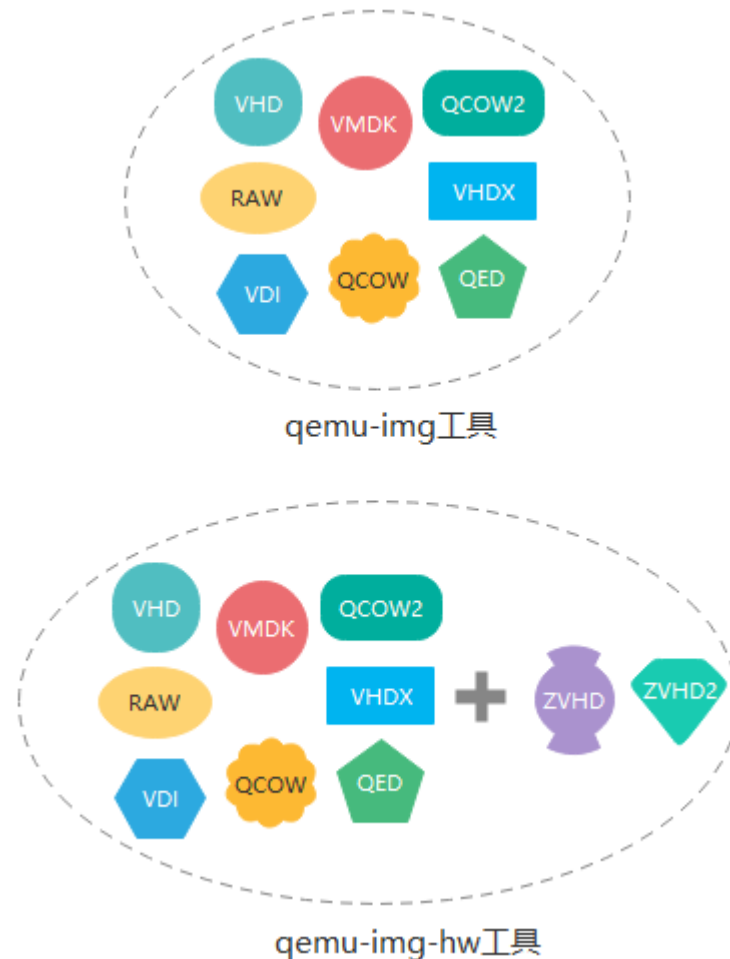 VHD
VMDK
QCOW2
RAW
VHDX
VDI
QCOW
QED
qemu-img工具
VHD
VMDK
QCOW2
RAW
VHDX
ZVHD
ZVHD2
VDI
QCOW
QED
qemu-img-hw工具